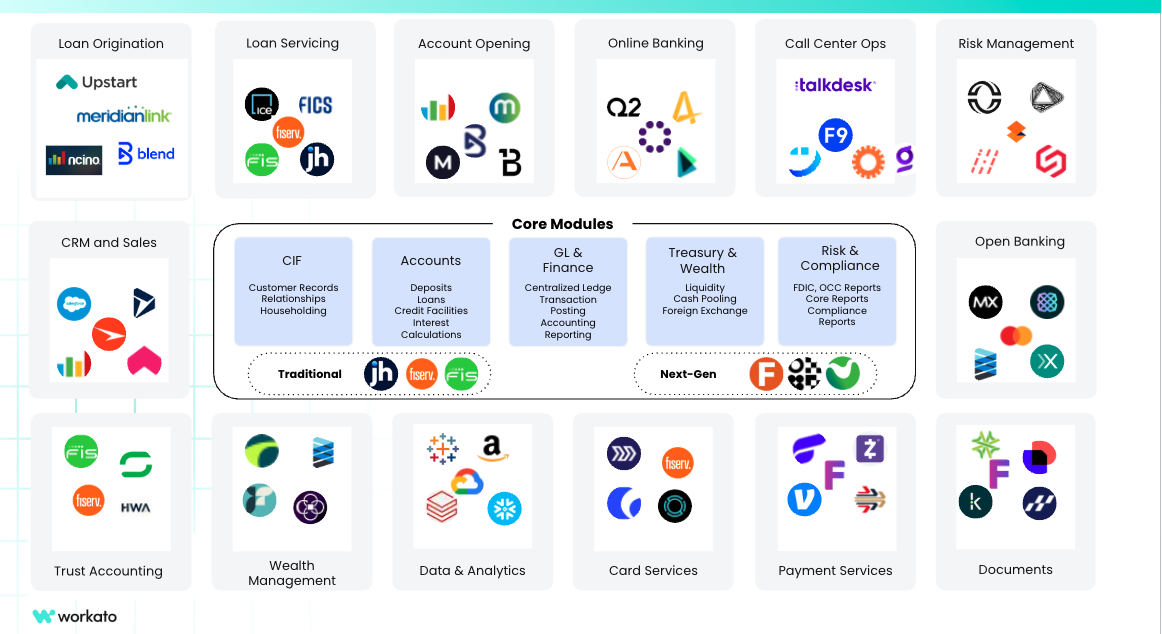 Loan Origination
Upstart
meridianlink
ncino
blend
Loan Servicing
ICE
FICS
fiserv.
FIS
jh
Account Opening
m
B
M
B
Online Banking
Q2
4
A
Call Center Ops
:talkdesk
F9
g
Risk Management
CRM and Sales
salesforce
Core Modules
CIF
Customer Records
Relationships
Householding
Accounts
Deposits
Loans
Credit Facilities
Interest
Calculations
GL &
Finance
Centralized Ledge
Transaction
Posting
Accounting
Reporting
Treasury &
Wealth
Liquidity
Cash Pooling
Foreign Exchange
Risk &
Compliance
FDIC, OCC Reports
Core Reports
Compliance
Reports
Traditional
jh
fiserv.
FIS
Next-Gen
F
Open Banking
MX
X
FIS
fiserv.
HWA
Trust Accounting
Wealth
Management
a
Data & Analytics
fiserv.
Card Services
F
Z
V
Payment Services
F
k
Documents
workato